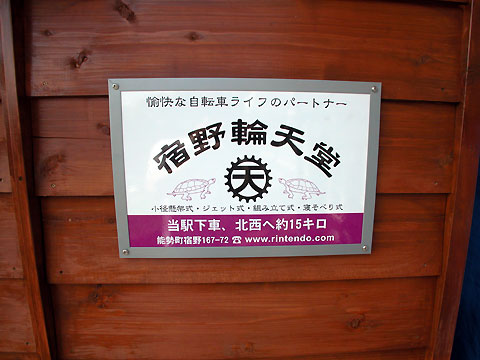 愉快な自転車ライフのパートナー
宿野輪天堂
天
小径懸架式・ジェット式・組み立て式・寝そべり式
当駅下車、北西へ約15キロ
能勢町宿野167-72 ☎ www.rintendo.com